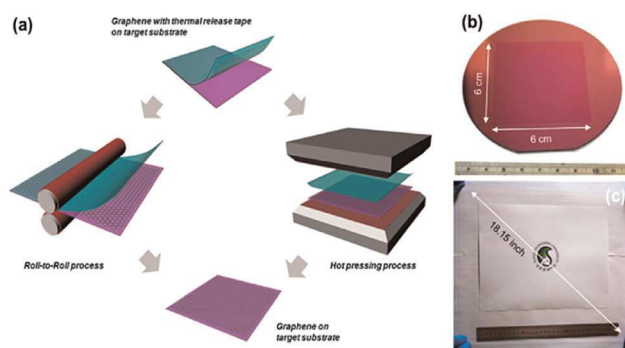 (a)
Graphene with thermal release tape
on target substrate
Roll-to-Roll process
Hot pressing process
Graphene on
target substrate
(b)
6 cm
6 cm
(c)
18.15 inch